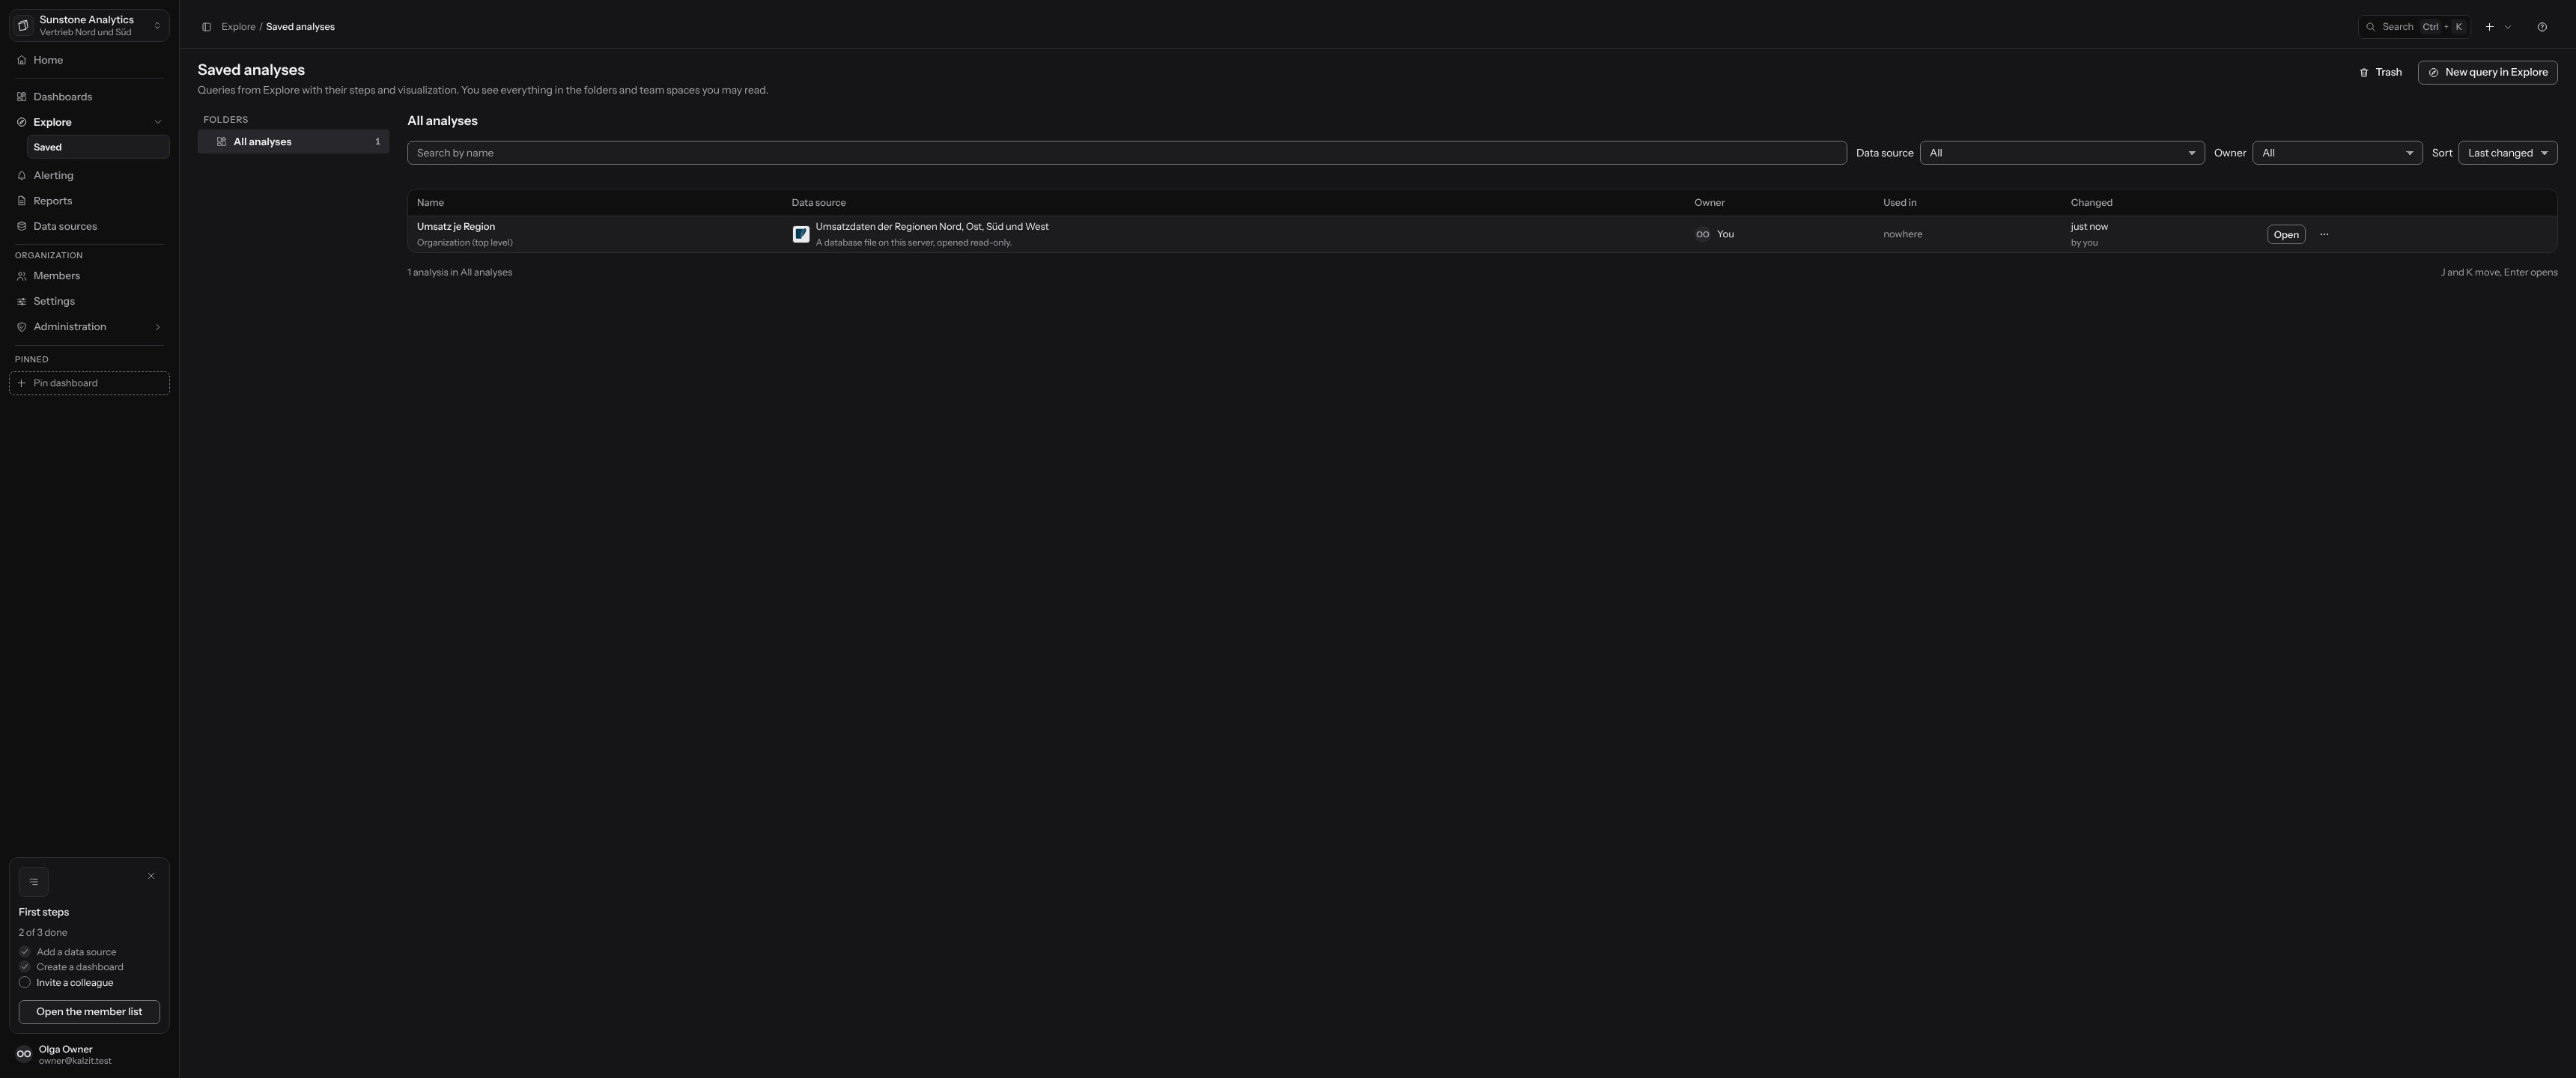 Sunstone Analytics
Vertrieb Nord und Süd
Home
Dashboards
Explore
Saved
Alerting
Reports
Data sources
ORGANIZATION
Members
Settings
Administration
PINNED
Pin dashboard
First steps
2 of 3 done
Add a data source
Create a dashboard
Invite a colleague
Open the member list
OO
Olga Owner
owner@kalzit.test
Explore / Saved analyses
Search Ctrl + K
Saved analyses
Queries from Explore with their steps and visualization. You see everything in the folders and team spaces you may read.
Trash
New query in Explore
FOLDERS
All analyses 1
All analyses
Search by name
Data source All
Owner All
Sort Last changed
Name Data source Owner Used in Changed
Umsatz je Region
Organization (top level)
Umsatzdaten der Regionen Nord, Ost, Süd und West
A database file on this server, opened read-only.
OO You
nowhere
just now
by you
Open
1 analysis in All analyses
J and K move, Enter opens